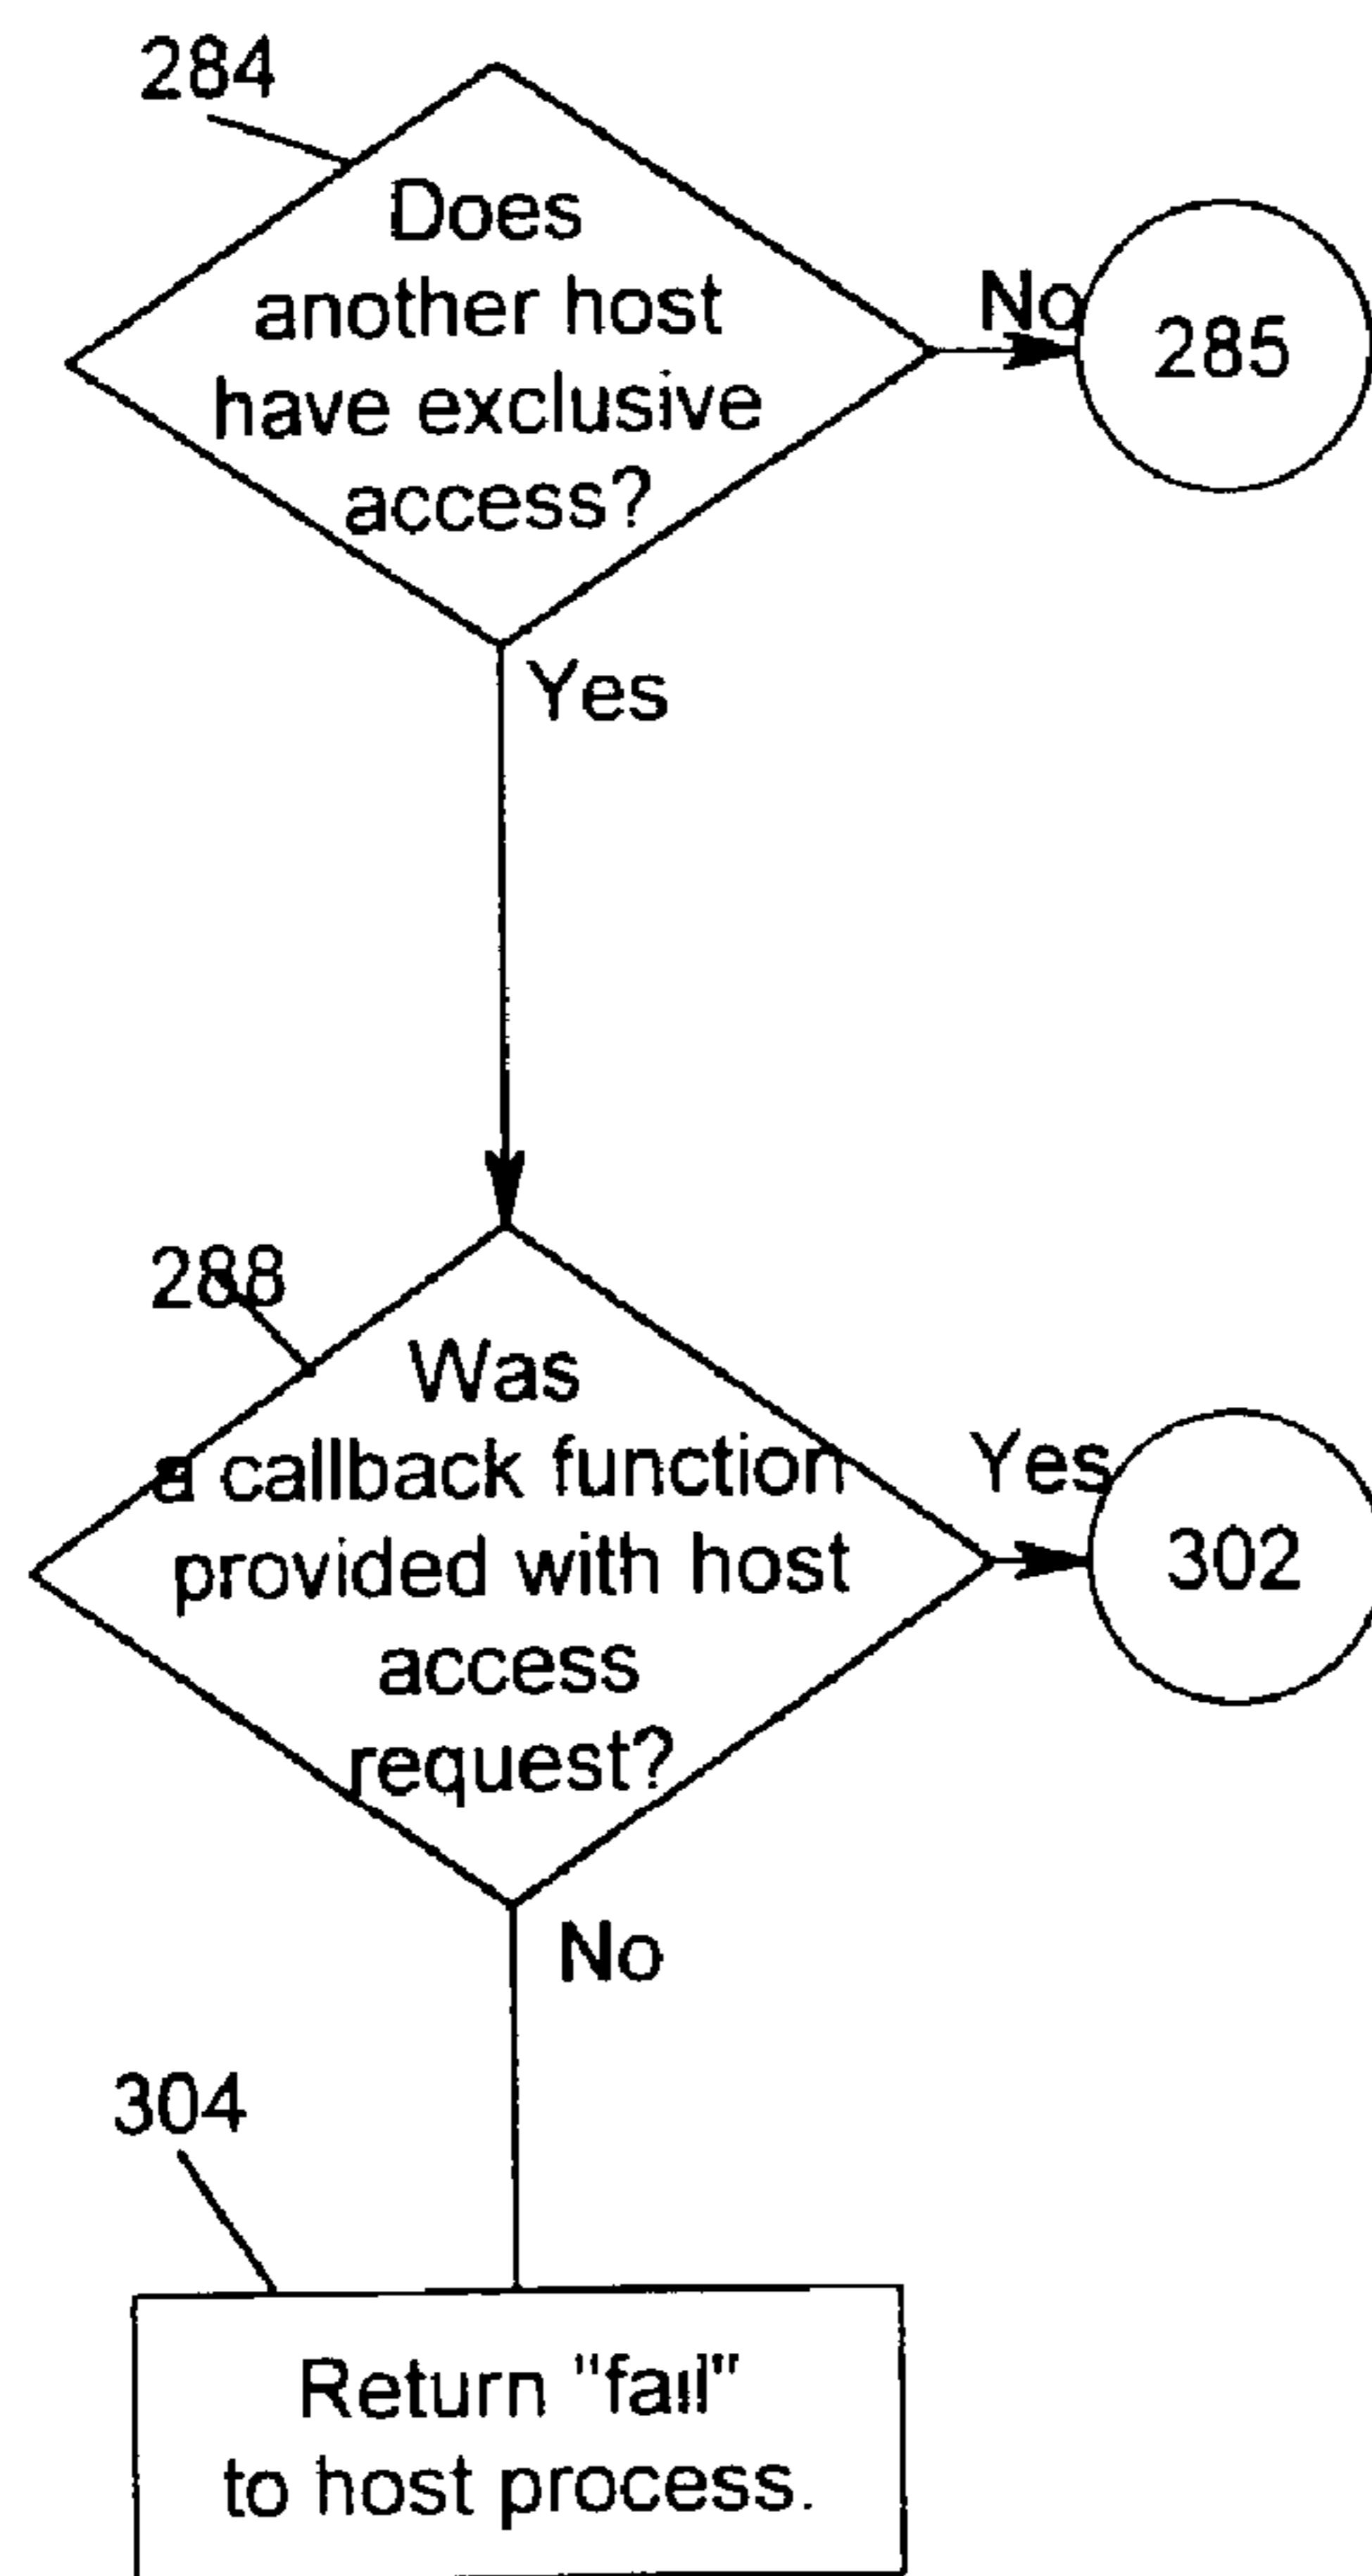 284
Does
another host
have exclusive
access?
No
285
Yes
288
Was
a callback function
provided with host
access
request?
Yes
302
No
304
Return "fail"
to host process.